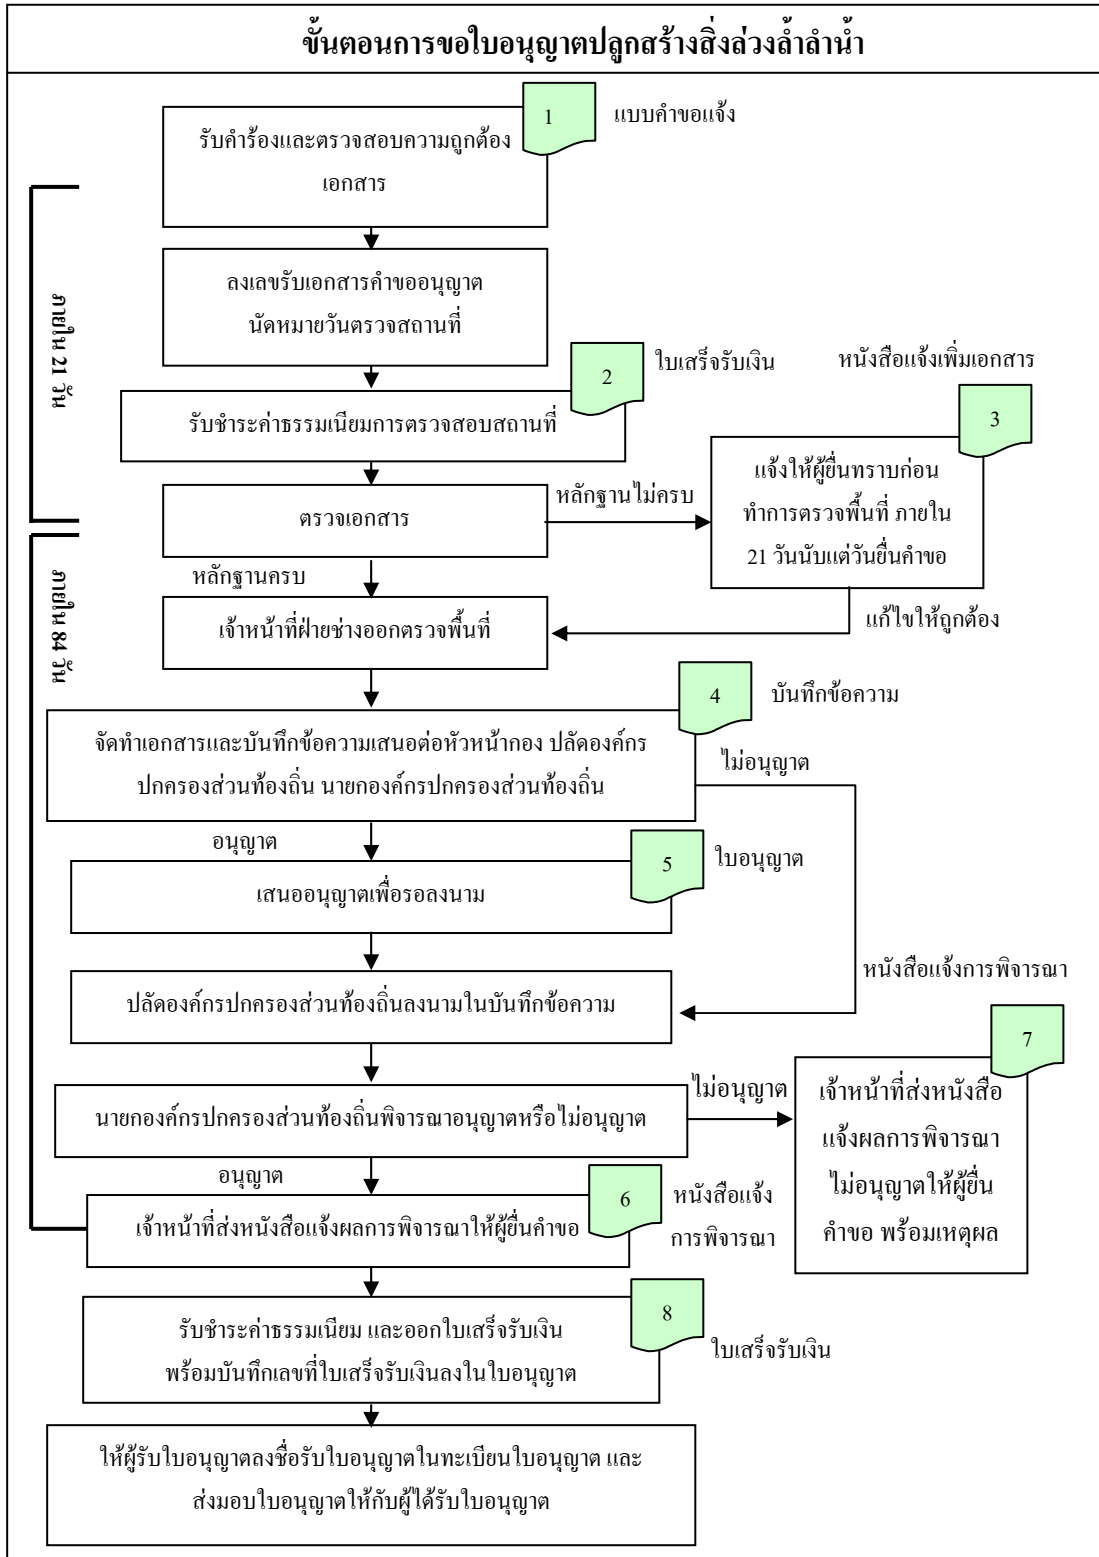 ขั้นตอนการขอใบอนุญาตปลูกสร้างสิ่งล่วงล้ำลำน้ำ
1
แบบคำขอแจ้ง
รับคำร้องและตรวจสอบความถูกต้อง
เอกสาร
ภายใน 21 วัน
ลงเลขรับเอกสารคำขออนุญาต
นัดหมายวันตรวจสถานที่
2
ใบเสร็จรับเงิน
รับชำระค่าธรรมเนียมการตรวจสอบสถานที่
หนังสือแจ้งเพิ่มเอกสาร
3
ตรวจเอกสาร
หลักฐานไม่ครบ
แจ้งให้ผู้ยื่นทราบก่อน
ทำการตรวจพื้นที่ ภายใน
21 วันนับแต่วันยื่นคำขอ
หลักฐานครบ
แก้ไขให้ถูกต้อง
ภายใน 84 วัน
เจ้าหน้าที่ฝ่ายช่างออกตรวจพื้นที่
4
บันทึกข้อความ
จัดทำเอกสารและบันทึกข้อความเสนอต่อหัวหน้ากอง ปลัดองค์กร
ปกครองส่วนท้องถิ่น นายกองค์กรปกครองส่วนท้องถิ่น
ไม่อนุญาต
อนุญาต
5
ใบอนุญาต
เสนออนุญาตเพื่อรอลงนาม
หนังสือแจ้งการพิจารณา
ปลัดองค์กรปกครองส่วนท้องถิ่นลงนามในบันทึกข้อความ
7
นายกองค์กรปกครองส่วนท้องถิ่นพิจารณาอนุญาตหรือไม่อนุญาต
ไม่อนุญาต
เจ้าหน้าที่ส่งหนังสือ
แจ้งผลการพิจารณา
ไม่อนุญาตให้ผู้ยื่น
คำขอ พร้อมเหตุผล
อนุญาต
6
หนังสือแจ้ง
การพิจารณา
เจ้าหน้าที่ส่งหนังสือแจ้งผลการพิจารณาให้ผู้ยื่นคำขอ
8
ใบเสร็จรับเงิน
รับชำระค่าธรรมเนียม และออกใบเสร็จรับเงิน
พร้อมบันทึกเลขที่ใบเสร็จรับเงินลงในใบอนุญาต
ให้ผู้รับใบอนุญาตลงชื่อรับใบอนุญาตในทะเบียนใบอนุญาต และ
ส่งมอบใบอนุญาตให้กับผู้ได้รับใบอนุญาต